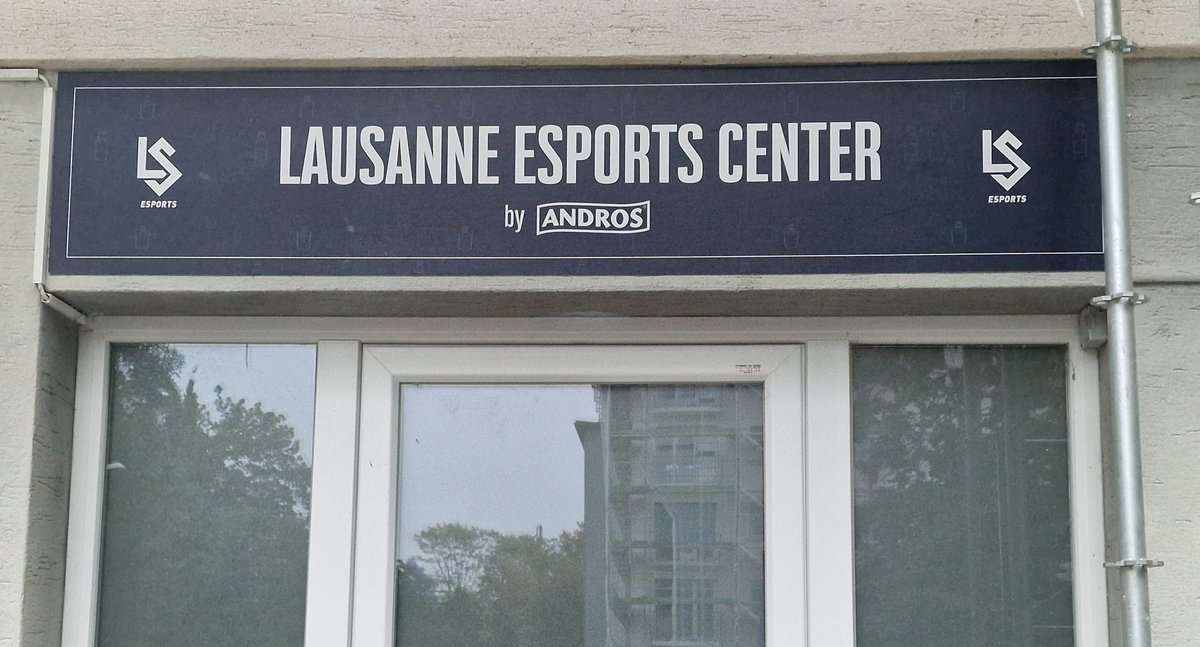 LS
ESPORTS
LAUSANNE ESPORTS CENTER
by ANDROS
LS
ESPORTS